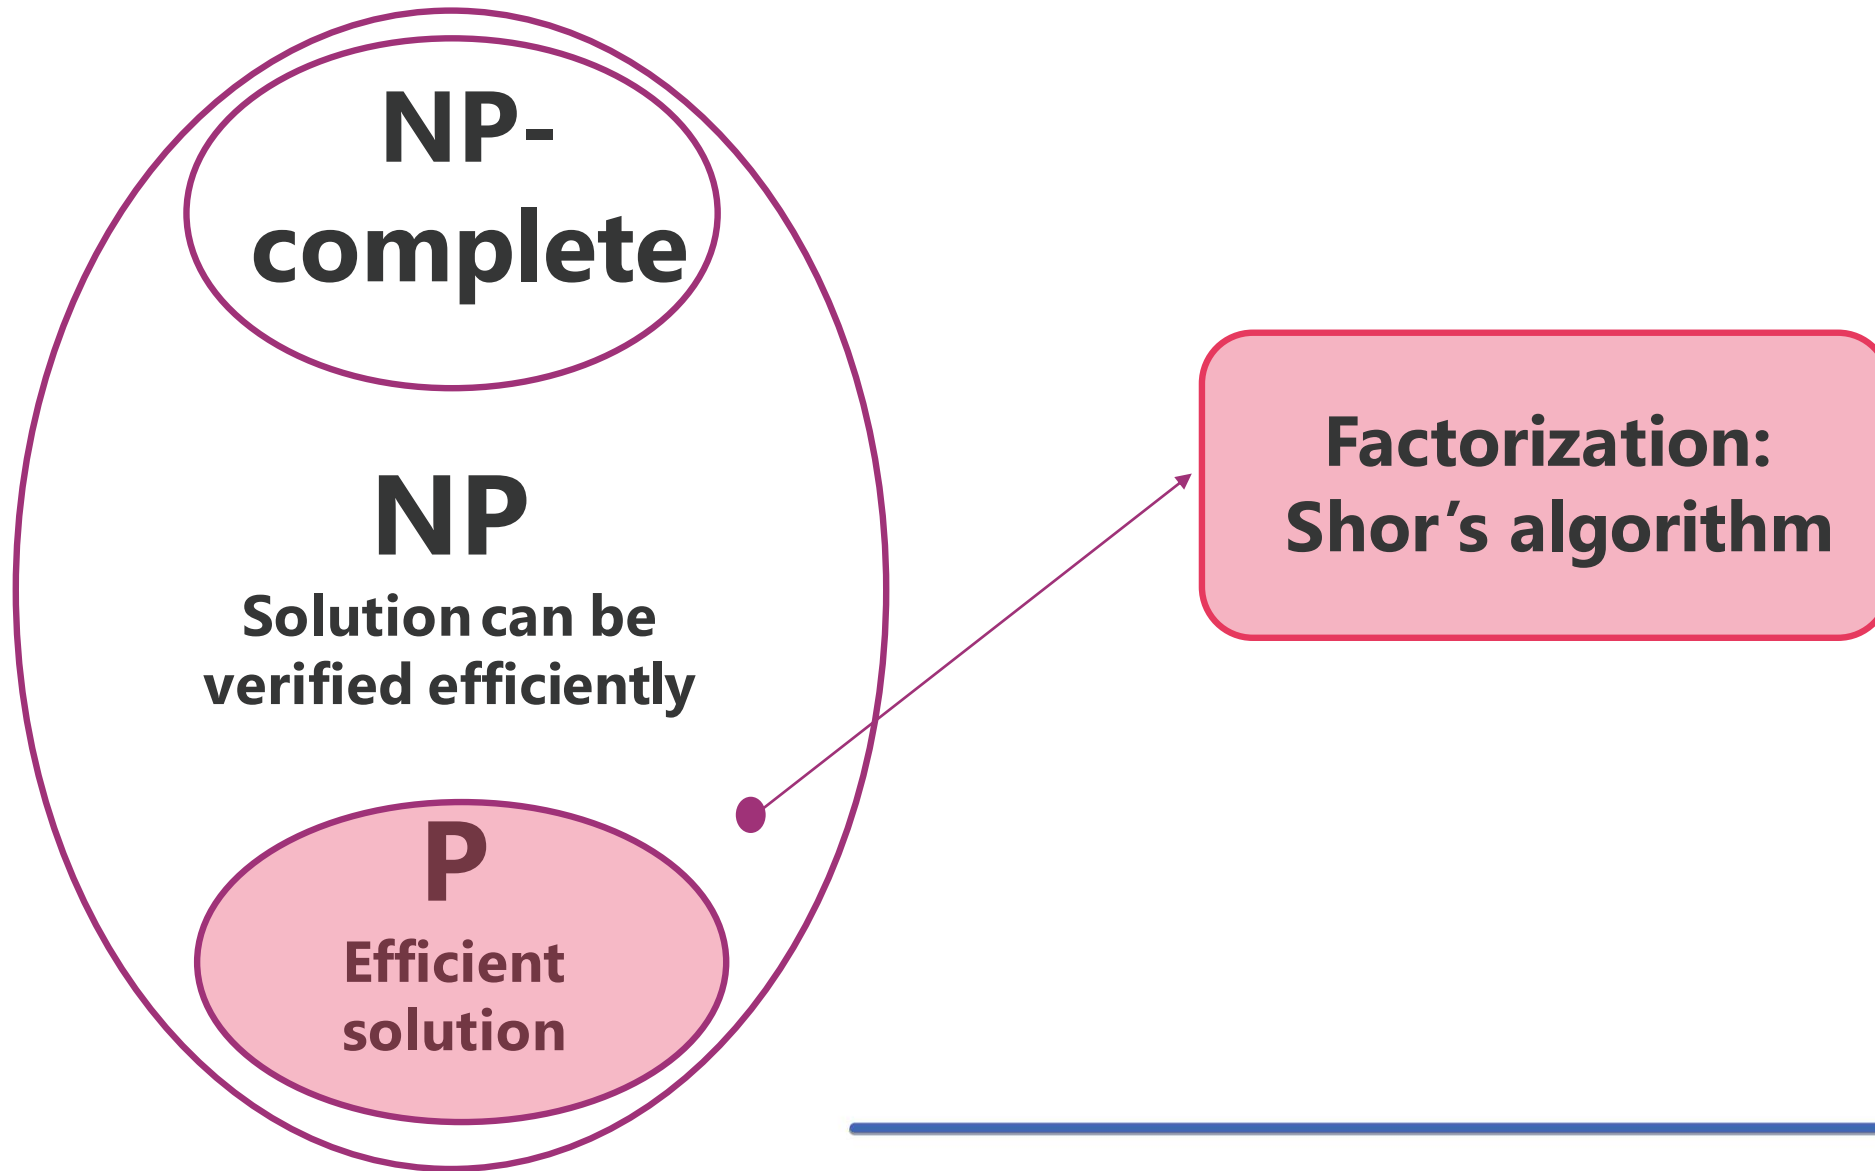 NP-
complete
NP
Solution can be
verified efficiently
P
Efficient
solution
Factorization:
Shor’s algorithm